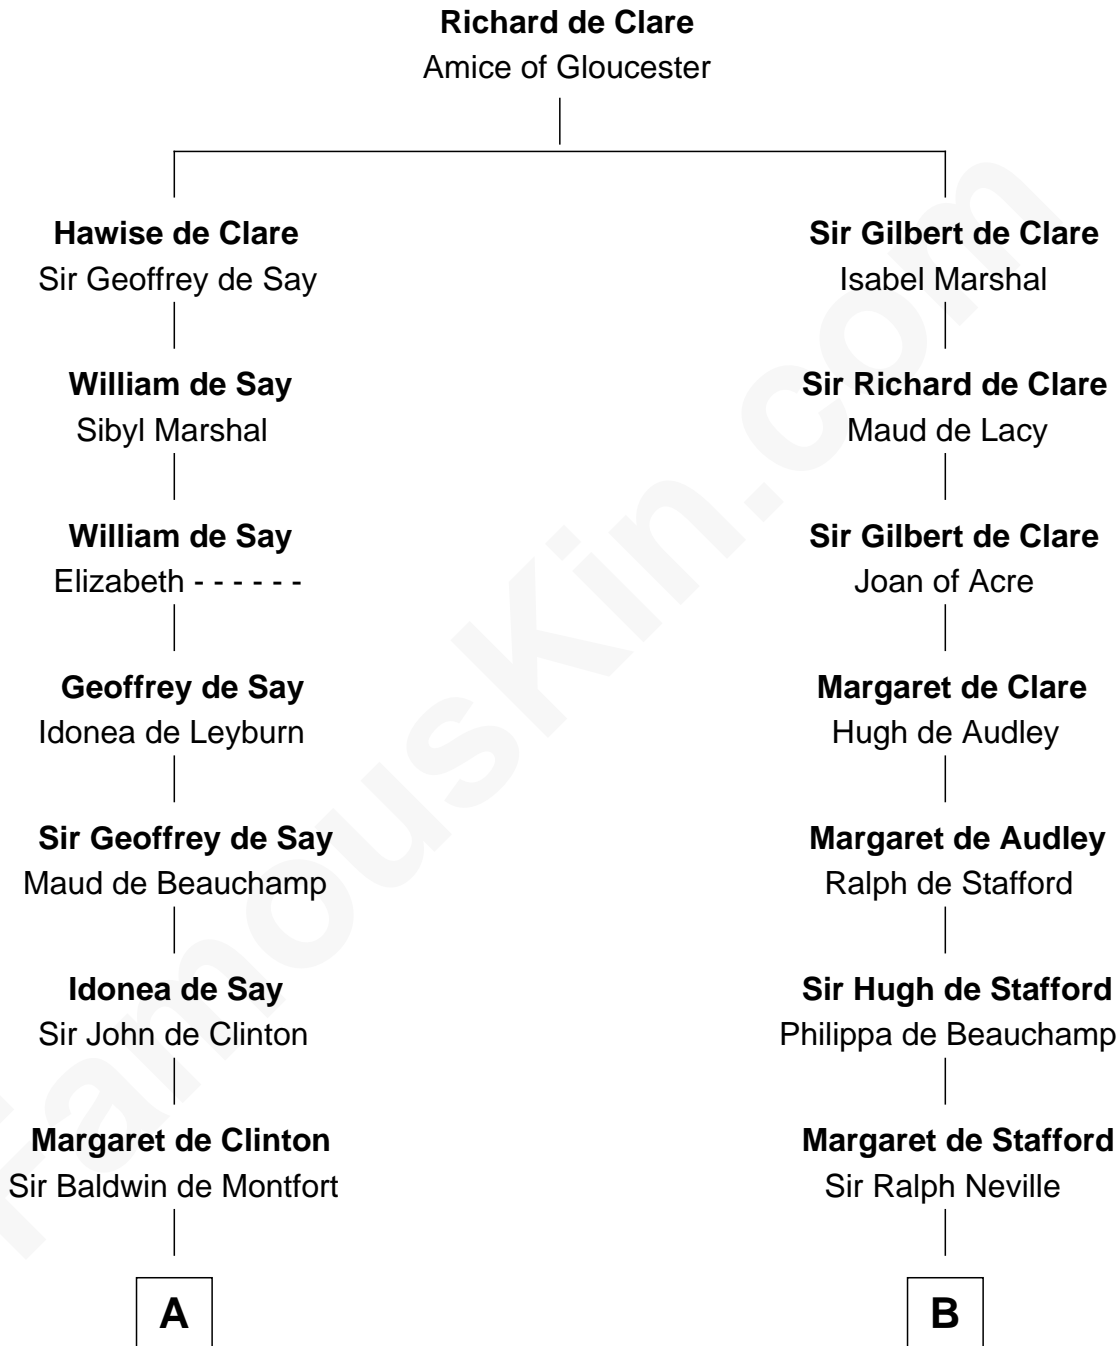 Richard de Clare
Amice of Gloucester
Hawise de Clare
Sir Geoffrey de Say
William de Say
Sibyl Marshal
William de Say
Elizabeth - - - - - -
Geoffrey de Say
Idonea de Leyburn
Sir Geoffrey de Say
Maud de Beauchamp
Idonea de Say
Sir John de Clinton
Margaret de Clinton
Sir Baldwin de Montfort
A
Sir Gilbert de Clare
Isabel Marshal
Sir Richard de Clare
Maud de Lacy
Sir Gilbert de Clare
Joan of Acre
Margaret de Clare
Hugh de Audley
Margaret de Audley
Ralph de Stafford
Sir Hugh de Stafford
Philippa de Beauchamp
Margaret de Stafford
Sir Ralph Neville
B
FamousKin.com